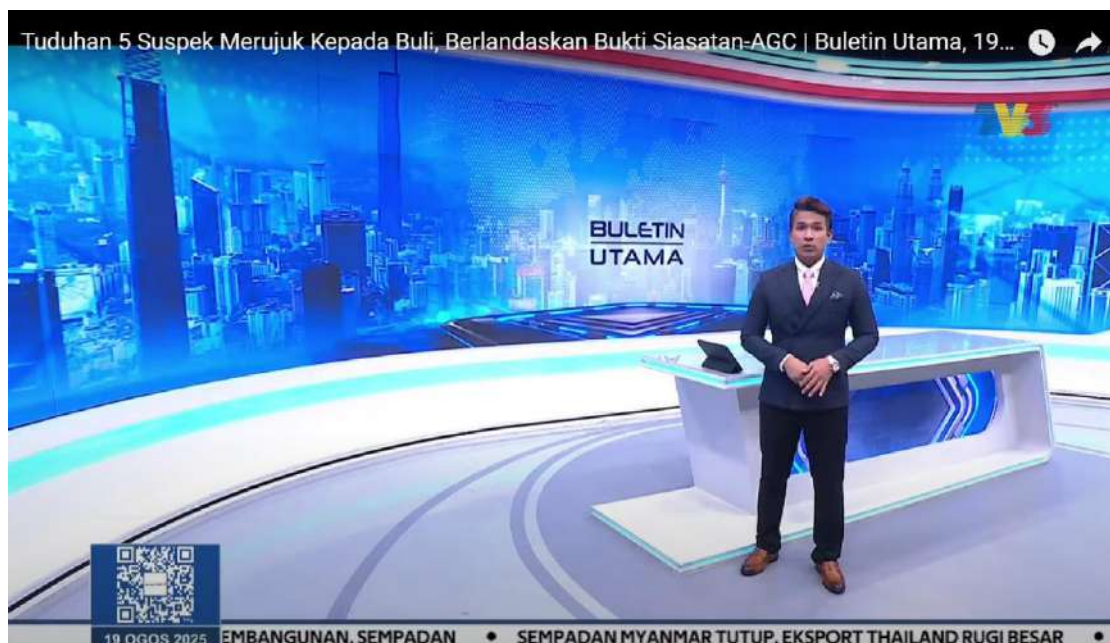 Tuduhan 5 Suspek Merujuk Kepada Buli, Berlandaskan Bukti Siasatan-AGC | Buletin Utama, 19...
TV3
BULETIN
UTAMA
19 OGOS 2025
EMBANGUNAN, SEMPADAN • SEMPADAN MYANMAR TUTUP, EKSPORT THAILAND RUGI BESAR •